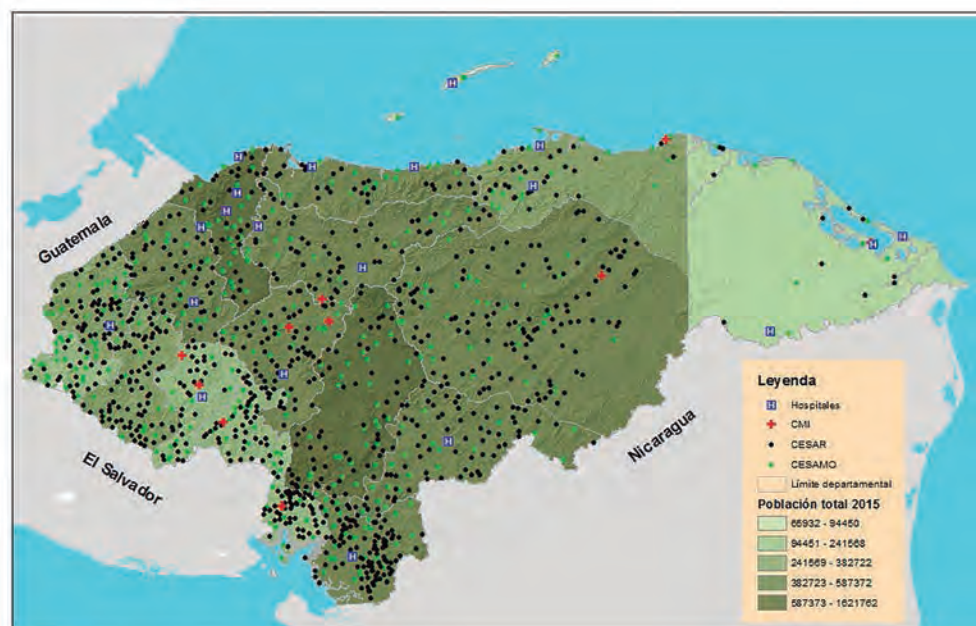 Guatemala
El Salvador
Nicaragua
Leyenda
Hospitales
CMI
CESAR
CESAMO
Límite departamental
Población total 2015
65932 - 94450
94451 - 241568
241569 - 382722
382723 - 587372
587373 - 1621762